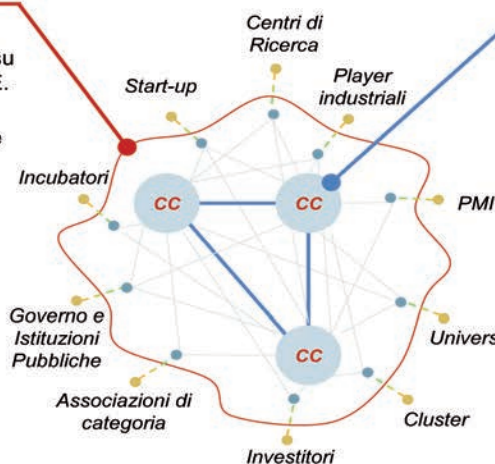 su
E.
Centri di
Ricerca
Start-up
Player
industriali
Incubatori
CC
CC
PMI
Governo e
Istituzioni
Pubbliche
CC
Associazioni di
categoria
Cluster
Investitori